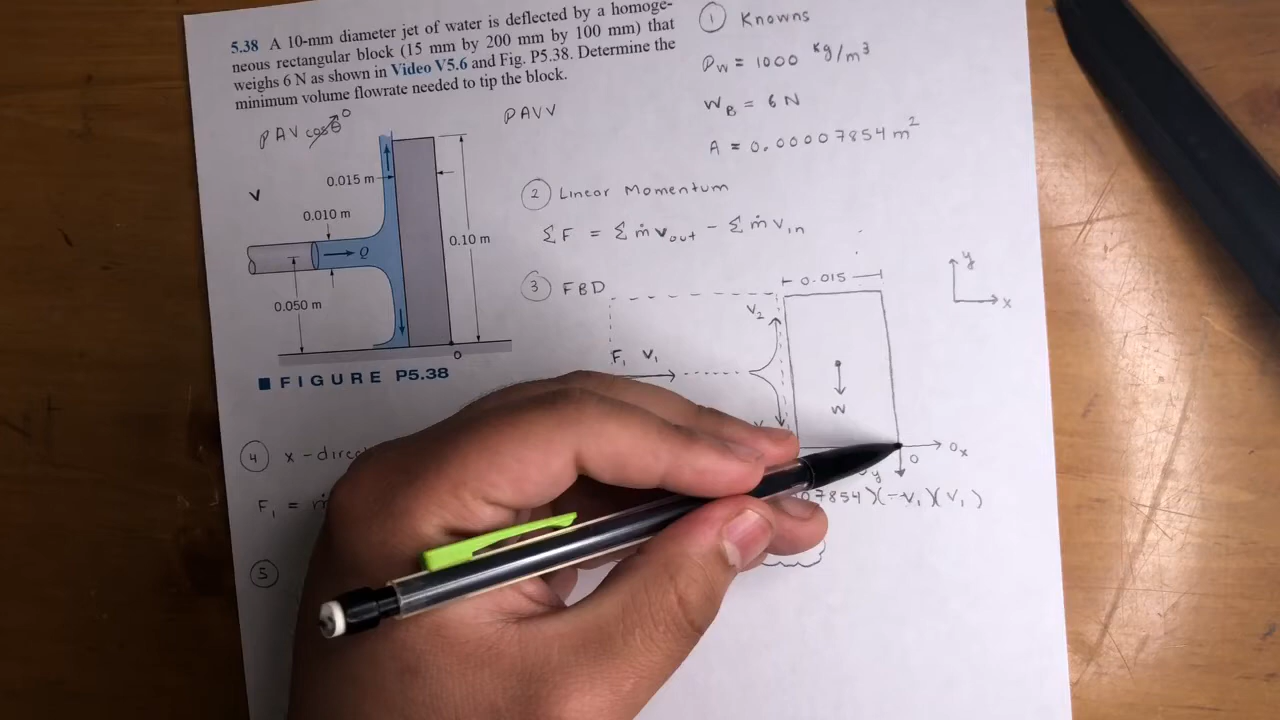 5.38 A 10-mm diameter jet of water is deflected by a homoge-
neous rectangular block (15 mm by 200 mm by 100 mm) that
weighs 6 N as shown in Video V5.6 and Fig. P5.38. Determine the
minimum volume flowrate needed to tip the block.
ρAV cosθ 0
ρAVV
V
0.015 m
0.010 m
Q
0.10 m
0.050 m
O
FIGURE P5.38
1 Knowns
ρw = 1000 kg/m³
WB = 6 N
A = 0.00007854 m²
2 Linear Momentum
ΣF = Σṁvout - Σṁvin
3 FBD
0.015
y
x
V2
F1 V1
W
Ox
O
y
4 x-direc
F1 = ṁ
7854)(-V1)(V1)
5